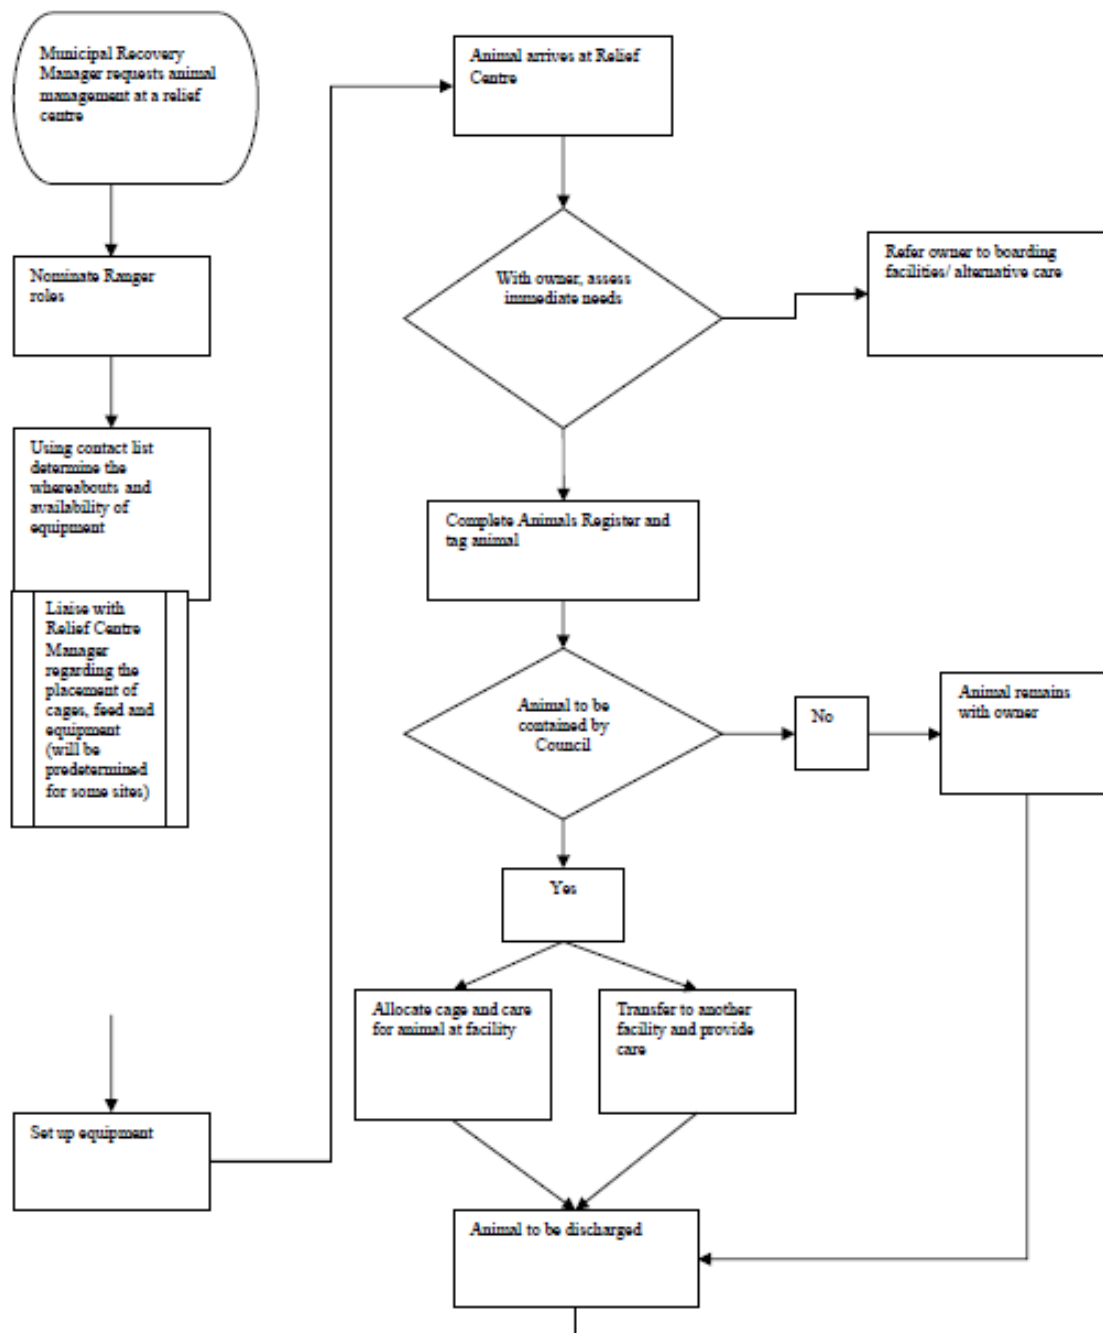 Municipal Recovery
Manager requests animal
management at a relief
centre
Nominate Ranger
roles
Using contact list
determine the
whereabouts and
availability of
equipment
Liaise with
Relief Centre
Manager
regarding the
placement of
cages, feed and
equipment
(will be
predetermined
for some sites)
Set up equipment
Animal arrives at Relief
Centre
With owner, assess
immediate needs
Refer owner to boarding
facilities/ alternative care
Complete Animals Register and
tag animal
Animal to be
contained by
Council
No
Animal remains
with owner
Yes
Allocate cage and care
for animal at facility
Transfer to another
facility and provide
care
Animal to be discharged